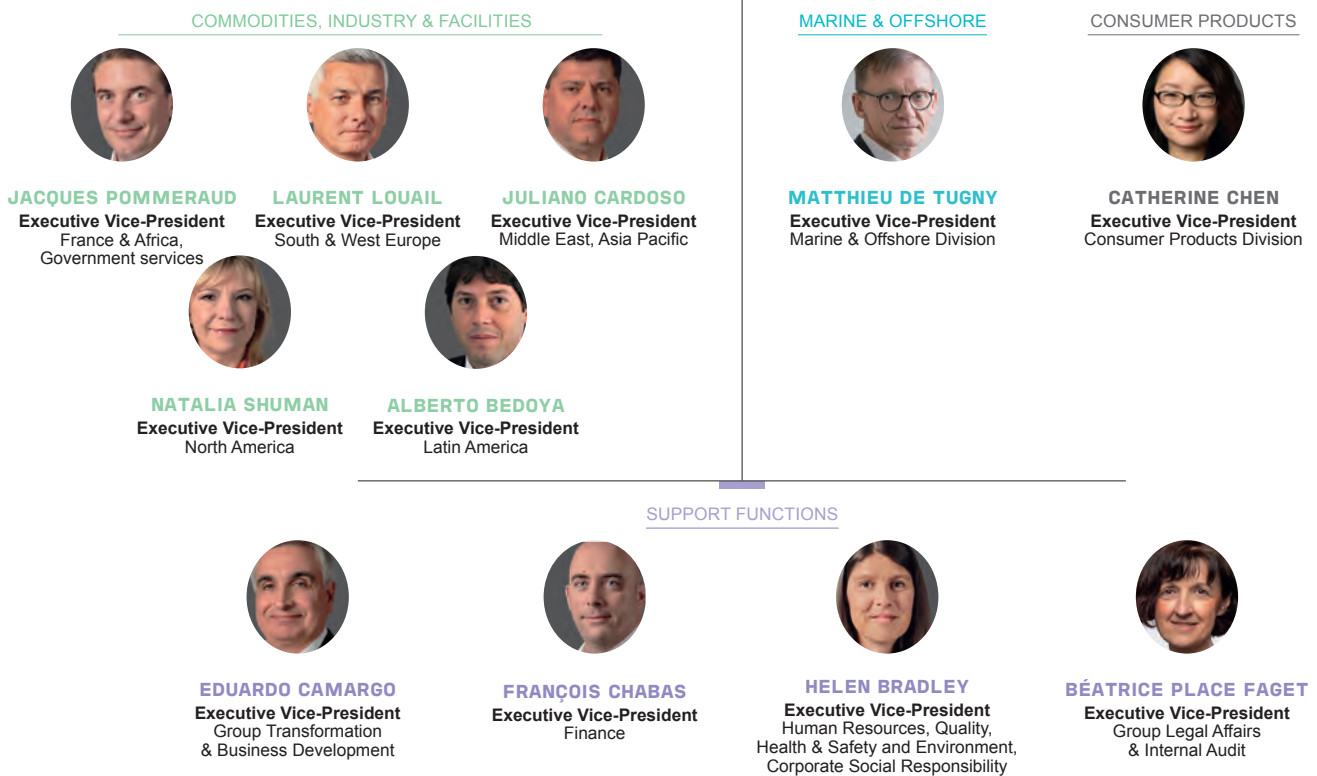 COMMODITIES, INDUSTRY & FACILITIES
JACQUES POMMERAUD
Executive Vice-President
France & Africa,
Government services
LAURENT LOUAIL
Executive Vice-President
South & West Europe
JULIANO CARDOSO
Executive Vice-President
Middle East, Asia Pacific
NATALIA SHUMAN
Executive Vice-President
North America
ALBERTO BEDOYA
Executive Vice-President
Latin America
MARINE & OFFSHORE
MATTHIEU DE TUGNY
Executive Vice-President
Marine & Offshore Division
CONSUMER PRODUCTS
CATHERINE CHEN
Executive Vice-President
Consumer Products Division
SUPPORT FUNCTIONS
EDUARDO CAMARGO
Executive Vice-President
Group Transformation
& Business Development
FRANÇOIS CHABAS
Executive Vice-President
Finance
HELEN BRADLEY
Executive Vice-President
Human Resources, Quality,
Health & Safety and Environment,
Corporate Social Responsibility
BÉATRICE PLACE FAGET
Executive Vice-President
Group Legal Affairs
& Internal Audit